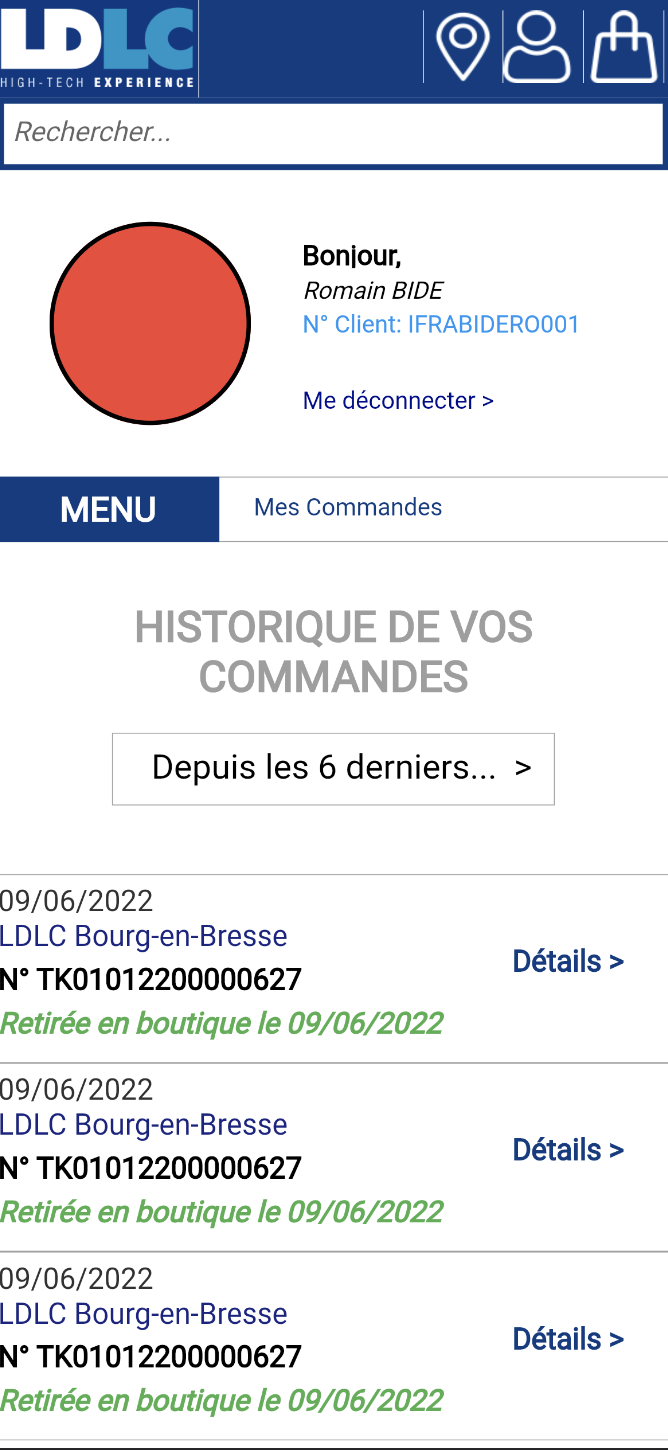 LDLC
HIGH-TECH EXPERIENCE
Rechercher...
Bonjour,
Romain BIDE
N° Client: IFRABIDERO001
Me déconnecter >
MENU
Mes Commandes
HISTORIQUE DE VOS
COMMANDES
Depuis les 6 derniers... >
09/06/2022
LDLC Bourg-en-Bresse
Détails >
N° TK01012200000627
Retirée en boutique le 09/06/2022
09/06/2022
LDLC Bourg-en-Bresse
Détails >
N° TK01012200000627
Retirée en boutique le 09/06/2022
09/06/2022
LDLC Bourg-en-Bresse
Détails >
N° TK01012200000627
Retirée en boutique le 09/06/2022